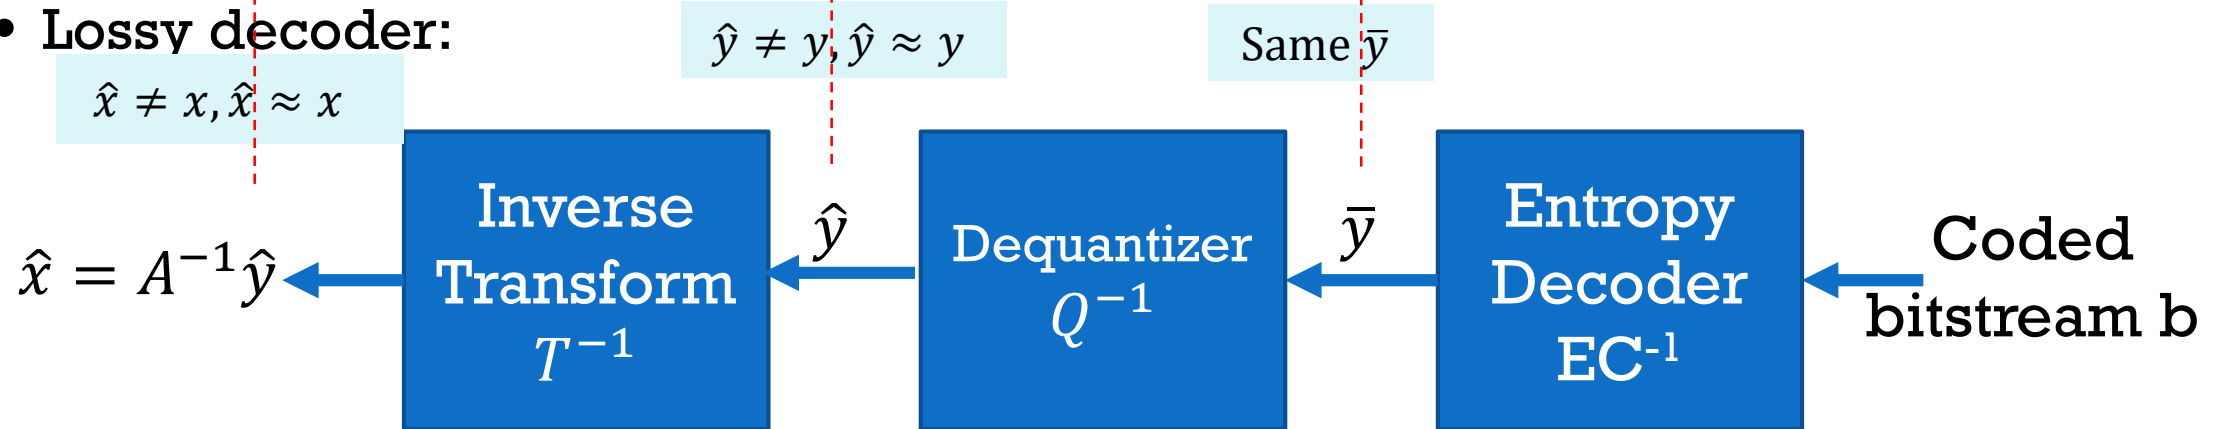 • Lossy decoder:
x̂ ≠ x, x̂ ≈ x
ŷ ≠ y, ŷ ≈ y
Same ȳ
x̂ = A⁻¹ŷ
Inverse
Transform
T⁻¹
ŷ
Dequantizer
Q⁻¹
ȳ
Entropy
Decoder
EC⁻¹
Coded
bitstream b